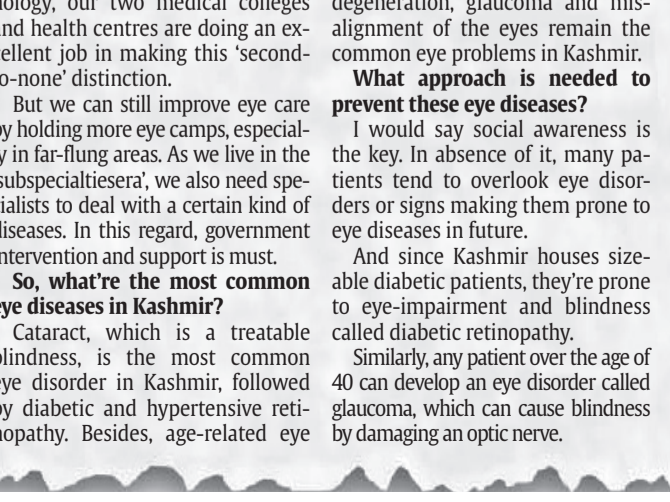 nology, our two medical colleges
and health centres are doing an ex-
cellent job in making this ‘second-
to-none’ distinction.
But we can still improve eye care
by holding more eye camps, especial-
ly in far-flung areas. As we live in the
‘subspecialtiesera’, we also need spe-
cialists to deal with a certain kind of
diseases. In this regard, government
intervention and support is must.
So, what’re the most common
eye diseases in Kashmir?
Cataract, which is a treatable
blindness, is the most common
eye disorder in Kashmir, followed
by diabetic and hypertensive reti-
nopathy. Besides, age-related eye
degeneration, glaucoma and mis-
alignment of the eyes remain the
common eye problems in Kashmir.
What approach is needed to
prevent these eye diseases?
I would say social awareness is
the key. In absence of it, many pa-
tients tend to overlook eye disor-
ders or signs making them prone to
eye diseases in future.
And since Kashmir houses size-
able diabetic patients, they’re prone
to eye-impairment and blindness
called diabetic retinopathy.
Similarly, any patient over the age of
40 can develop an eye disorder called
glaucoma, which can cause blindness
by damaging an optic nerve.